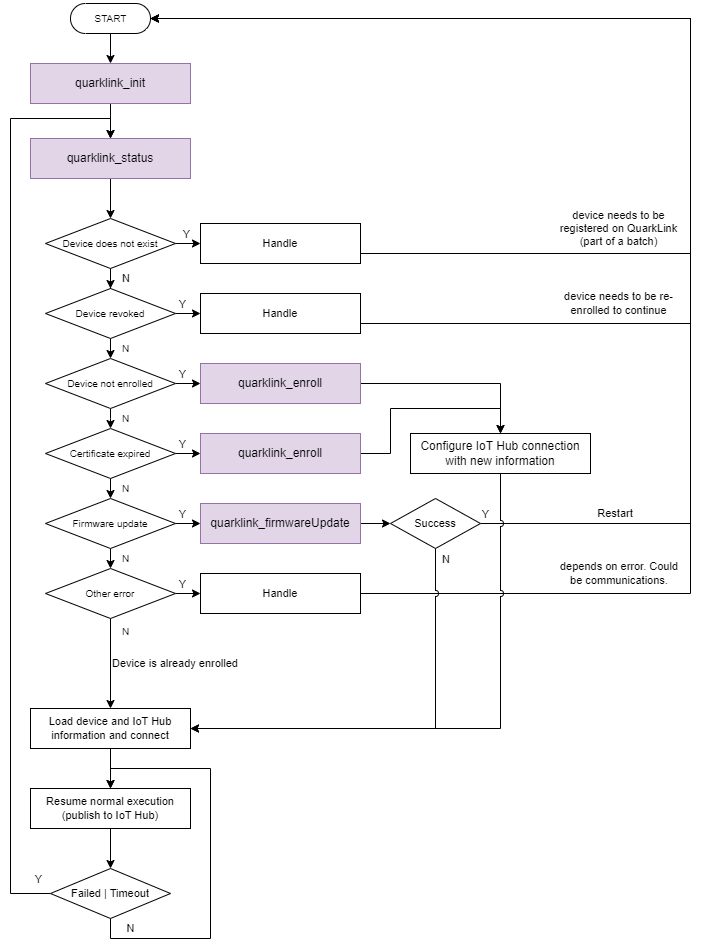 START
quarklink_init
quarklink_status
Device does not exist
Y
Handle
device needs to be
registered on QuarkLink
(part of a batch)
N
Device revoked
Y
Handle
device needs to be re-
enrolled to continue
N
Device not enrolled
Y
quarklink_enroll
N
Certificate expired
Y
quarklink_enroll
Configure IoT Hub connection
with new information
N
Firmware update
Y
quarklink_firmwareUpdate
Success
Y
Restart
N
N
Other error
Y
Handle
depends on error. Could
be communications.
N
Device is already enrolled
Load device and IoT Hub
information and connect
Resume normal execution
(publish to IoT Hub)
Failed | Timeout
Y
N